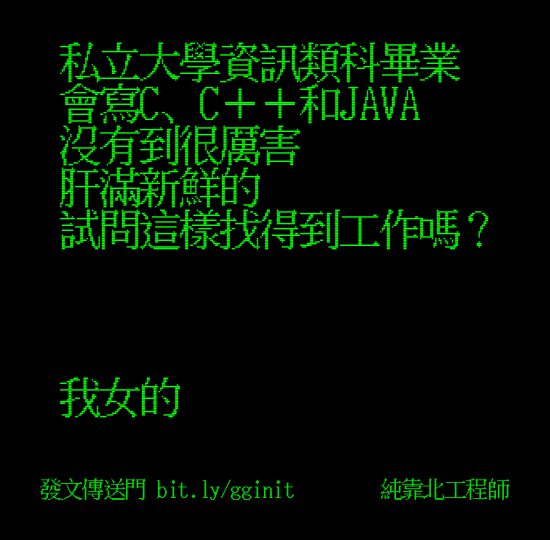 私立大學資訊類科畢業
會寫C、C＋＋和JAVA
沒有到很厲害
肝滿新鮮的
試問這樣找得到工作嗎？
我女的
發文傳送門 bit.ly/gginit
純靠北工程師